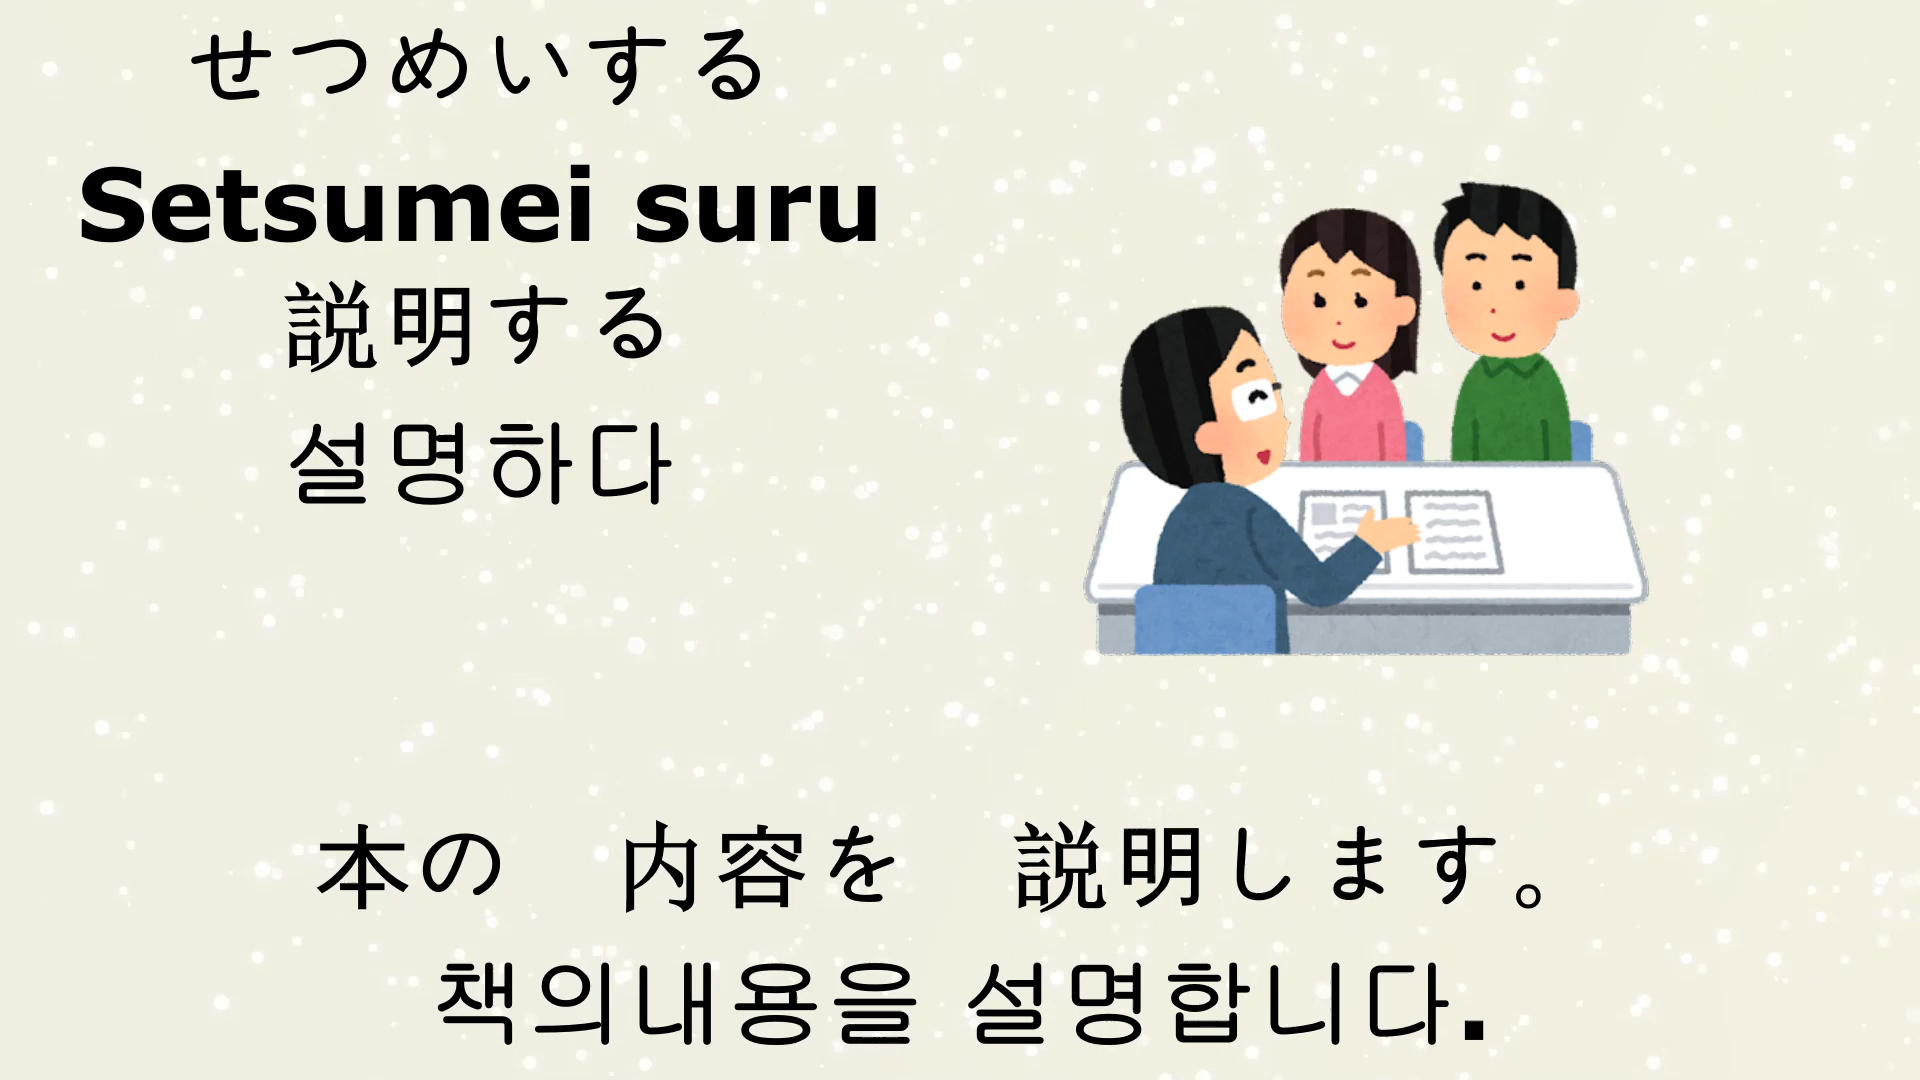 せつめいする
Setsumei suru
説明する
설명하다
本の　内容を　説明します。
책의내용을 설명합니다.